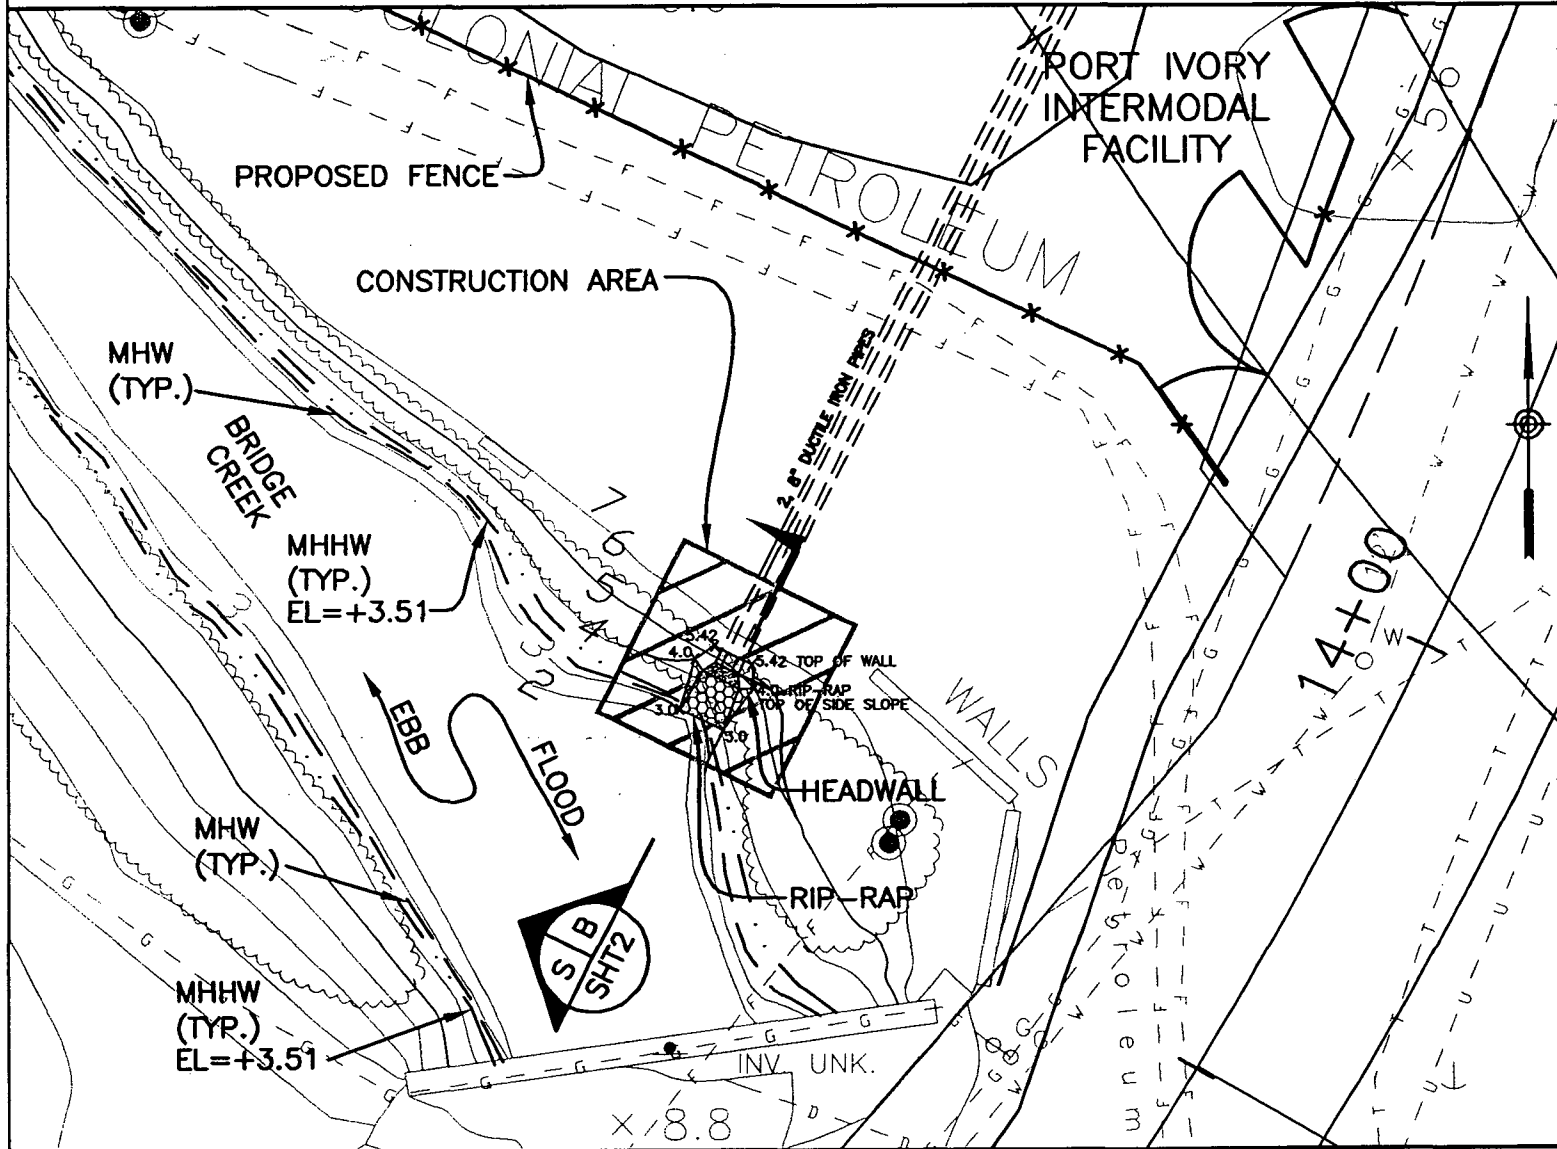 COLONIAL PETROLEUM
PORT IVORY
INTERMODAL
FACILITY
× 5.6
PROPOSED FENCE
CONSTRUCTION AREA
MHW
(TYP.)
BRIDGE
CREEK
2, 8" DUCTILE IRON PIPES
MHHW
(TYP.)
EL=+3.51
7
6
5
4
3
2
3
14+00
5.42
4.0
5.42 TOP OF WALL
4.0 RIP-RAP
TOP OF SIDE SLOPE
3.0
3.0
WALLS
EBB
FLOOD
HEADWALL
MHW
(TYP.)
RIP-RAP
S B
SHT2
MHHW
(TYP.)
EL=+3.51
INV. UNK.
× 8.8
Petroleum